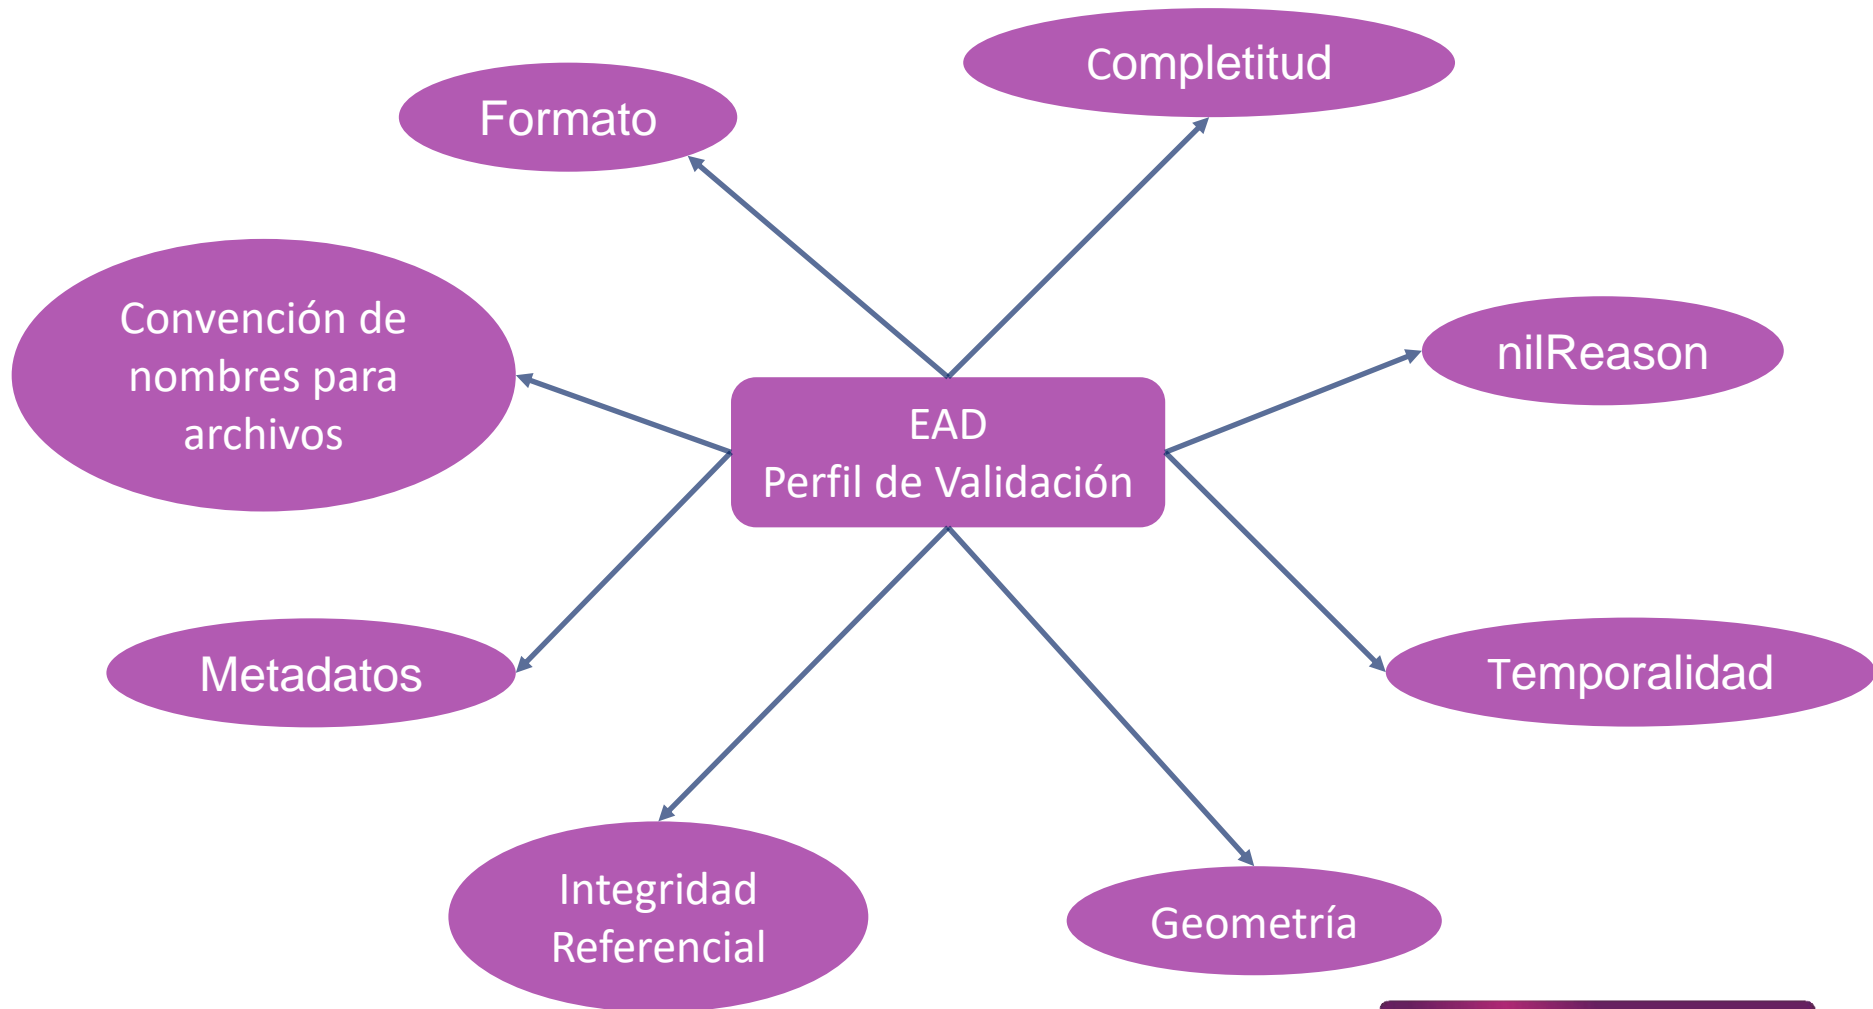 Completitud
Formato
Convención de
nombres para
archivos
nilReason
EAD
Perfil de Validación
Metadatos
Temporalidad
Integridad
Referencial
Geometría